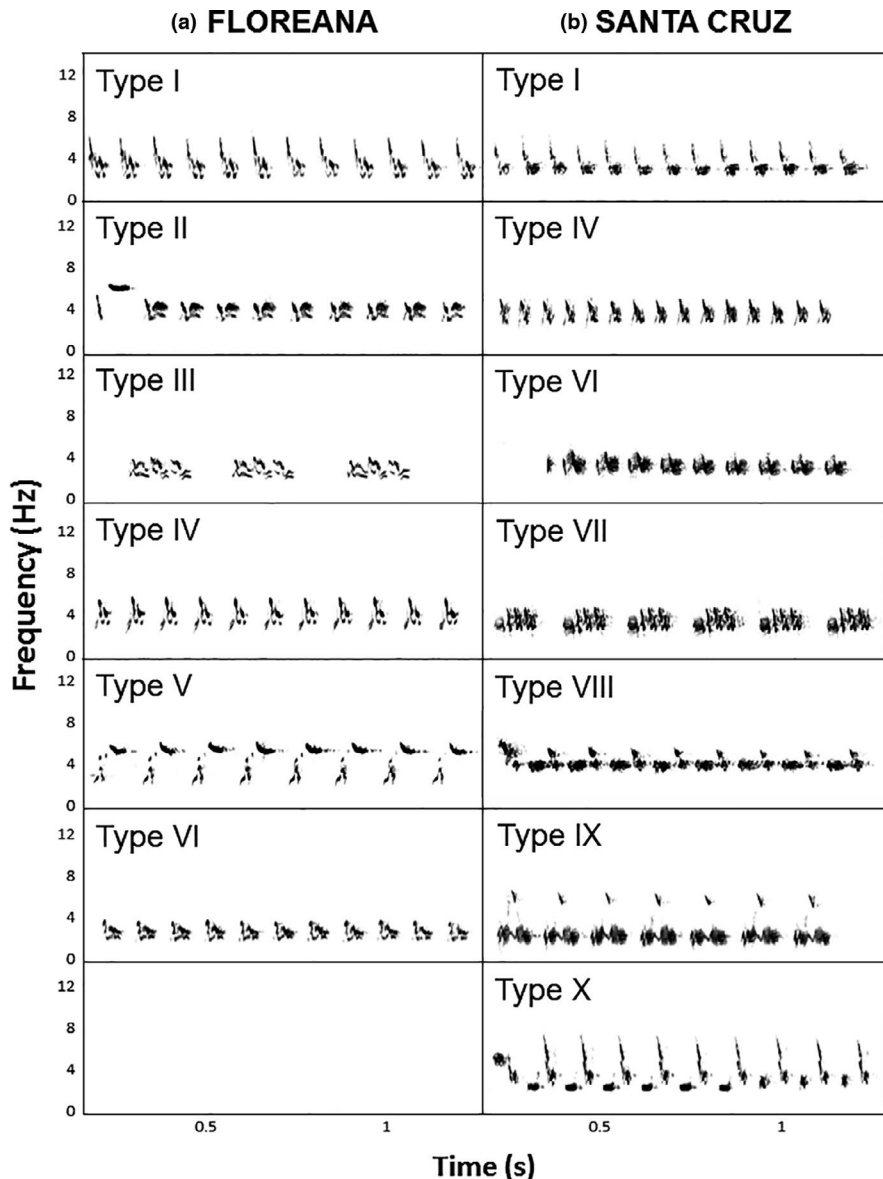 (a) FLOREANA
(b) SANTA CRUZ
Frequency (Hz)
12
8
4
0
Type I
Type I
12
8
4
0
Type II
Type IV
12
8
4
0
Type III
Type VI
12
8
4
0
Type IV
Type VII
12
8
4
0
Type V
Type VIII
12
8
4
0
Type VI
Type IX
12
8
4
0
Type X
0.5
1
0.5
1
Time (s)